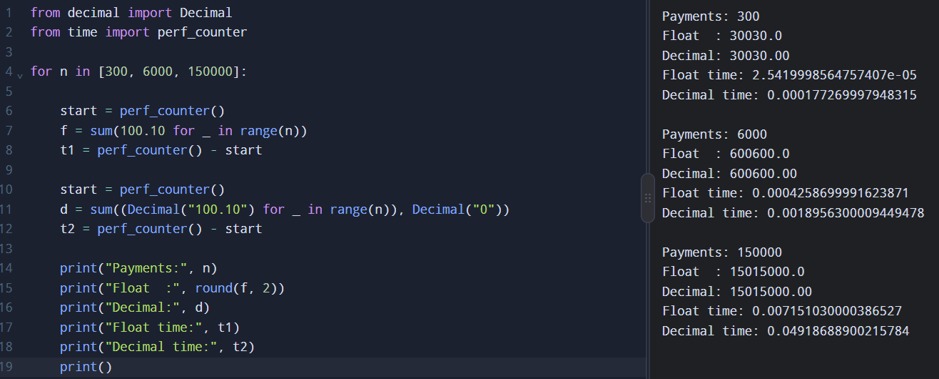 1 from decimal import Decimal
2 from time import perf_counter
3
4 for n in [300, 6000, 150000]:
5
6     start = perf_counter()
7     f = sum(100.10 for _ in range(n))
8     t1 = perf_counter() - start
9
10     start = perf_counter()
11     d = sum((Decimal("100.10") for _ in range(n)), Decimal("0"))
12     t2 = perf_counter() - start
13
14     print("Payments:", n)
15     print("Float  :", round(f, 2))
16     print("Decimal:", d)
17     print("Float time:", t1)
18     print("Decimal time:", t2)
19     print()
Payments: 300
Float  : 30030.0
Decimal: 30030.00
Float time: 2.5419998564757407e-05
Decimal time: 0.000177269997948315
Payments: 6000
Float  : 600600.0
Decimal: 600600.00
Float time: 0.0004258699991623871
Decimal time: 0.0018956300009449478
Payments: 150000
Float  : 15015000.0
Decimal: 15015000.00
Float time: 0.007151030000386527
Decimal time: 0.04918688900215784